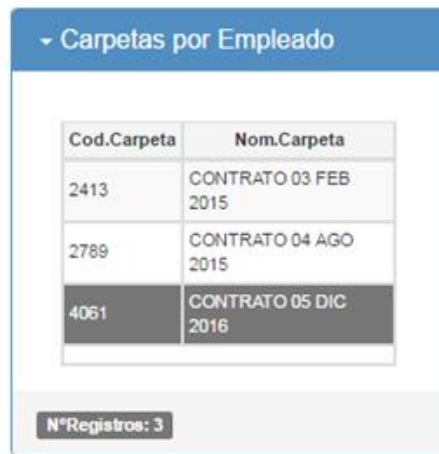 Carpetas por Empleado
Cod.Carpeta Nom.Carpeta
2413 CONTRATO 03 FEB
2015
2789 CONTRATO 04 AGO
2015
4061 CONTRATO 05 DIC
2016
NºRegistros: 3